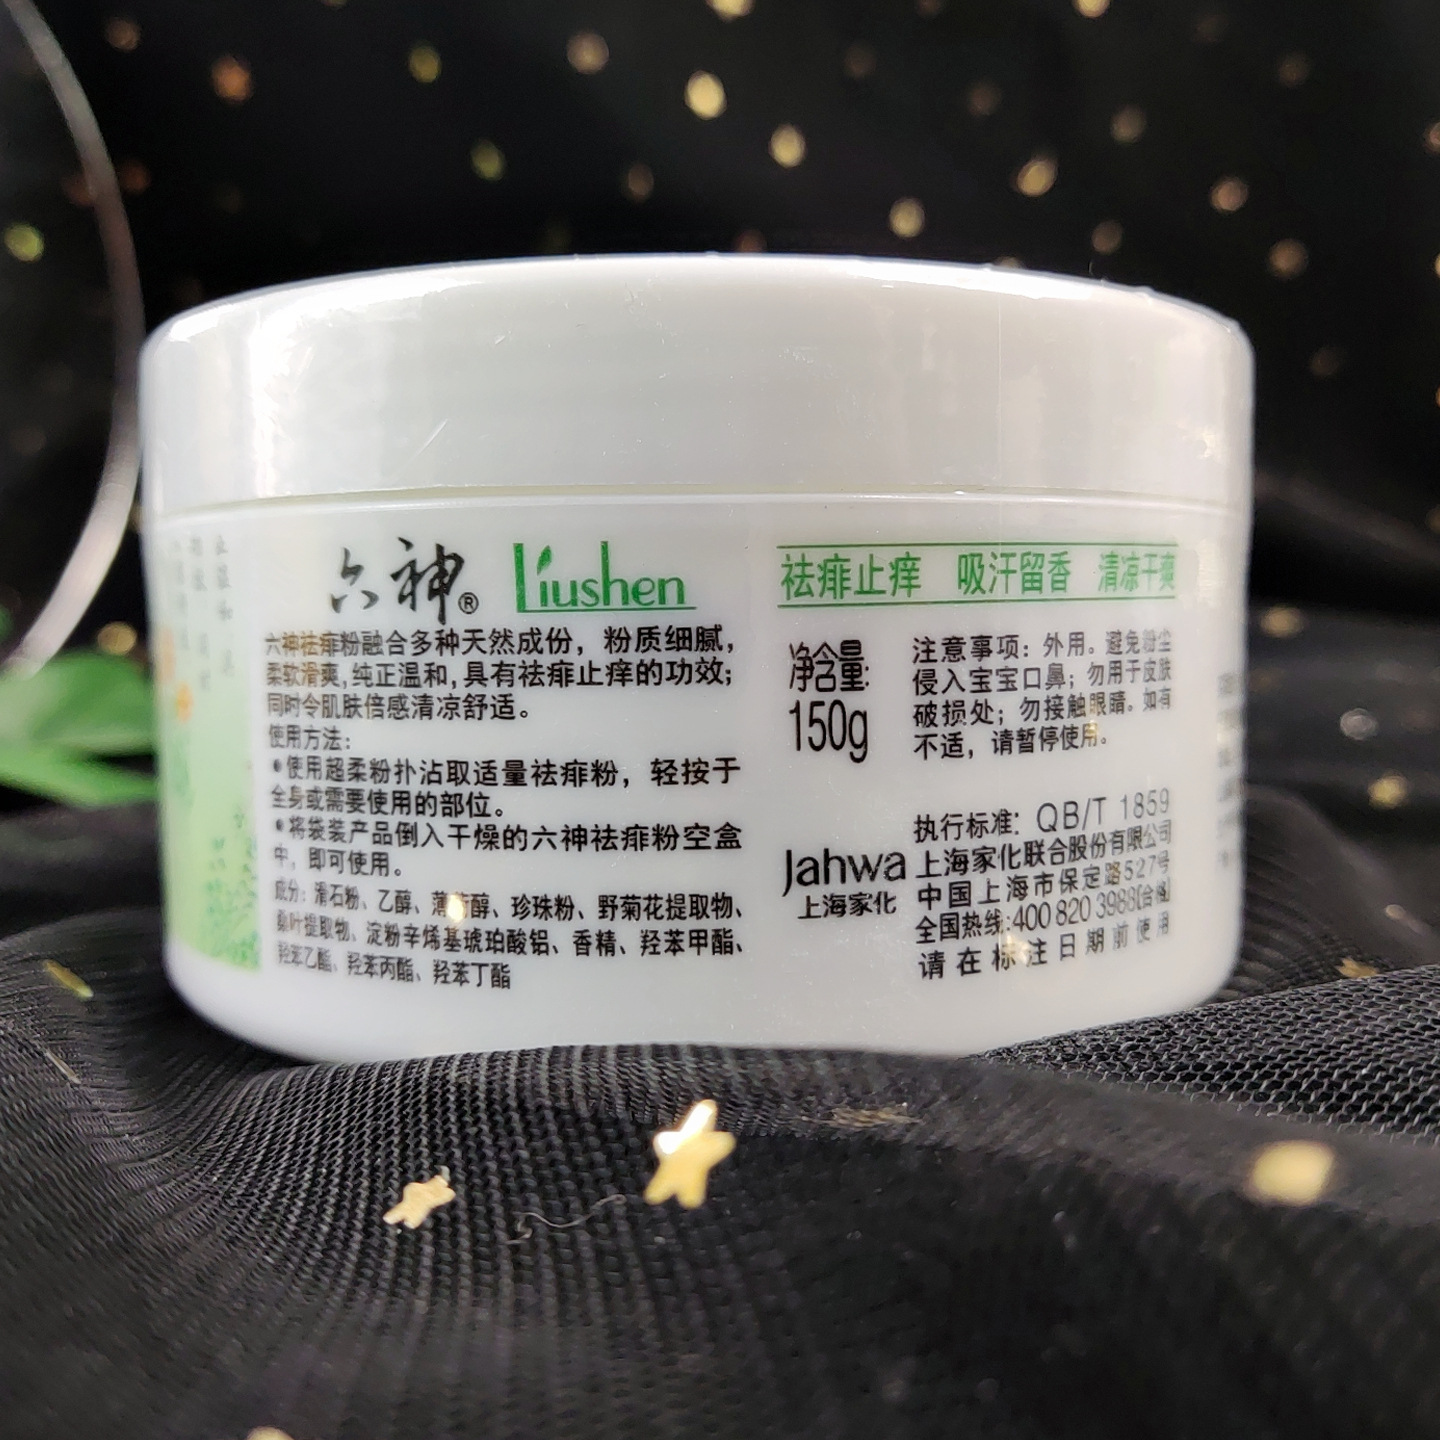 六神® Liushen
六神祛痱粉融合多种天然成份，粉质细腻，
柔软滑爽，纯正温和，具有祛痱止痒的功效；
同时令肌肤倍感清凉舒适。
使用方法：
•使用超柔粉扑沾取适量祛痱粉，轻按于
全身或需要使用的部位。
•将袋装产品倒入干燥的六神祛痱粉空盒
中，即可使用。
成分：滑石粉、乙醇、薄荷醇、珍珠粉、野菊花提取物、
桑叶提取物、淀粉辛烯基琥珀酸铝、香精、羟苯甲酯、
羟苯乙酯、羟苯丙酯、羟苯丁酯
祛痱止痒 吸汗留香 清凉干爽
净含量：
150g
注意事项：外用。避免粉尘
侵入宝宝口鼻；勿用于皮肤
破损处；勿接触眼睛。如有
不适，请暂停使用。
执行标准：QB/T 1859
Jahwa
上海家化
上海家化联合股份有限公司
中国上海市保定路527号
全国热线:400 820 3988[合格]
请在标注日期前使用